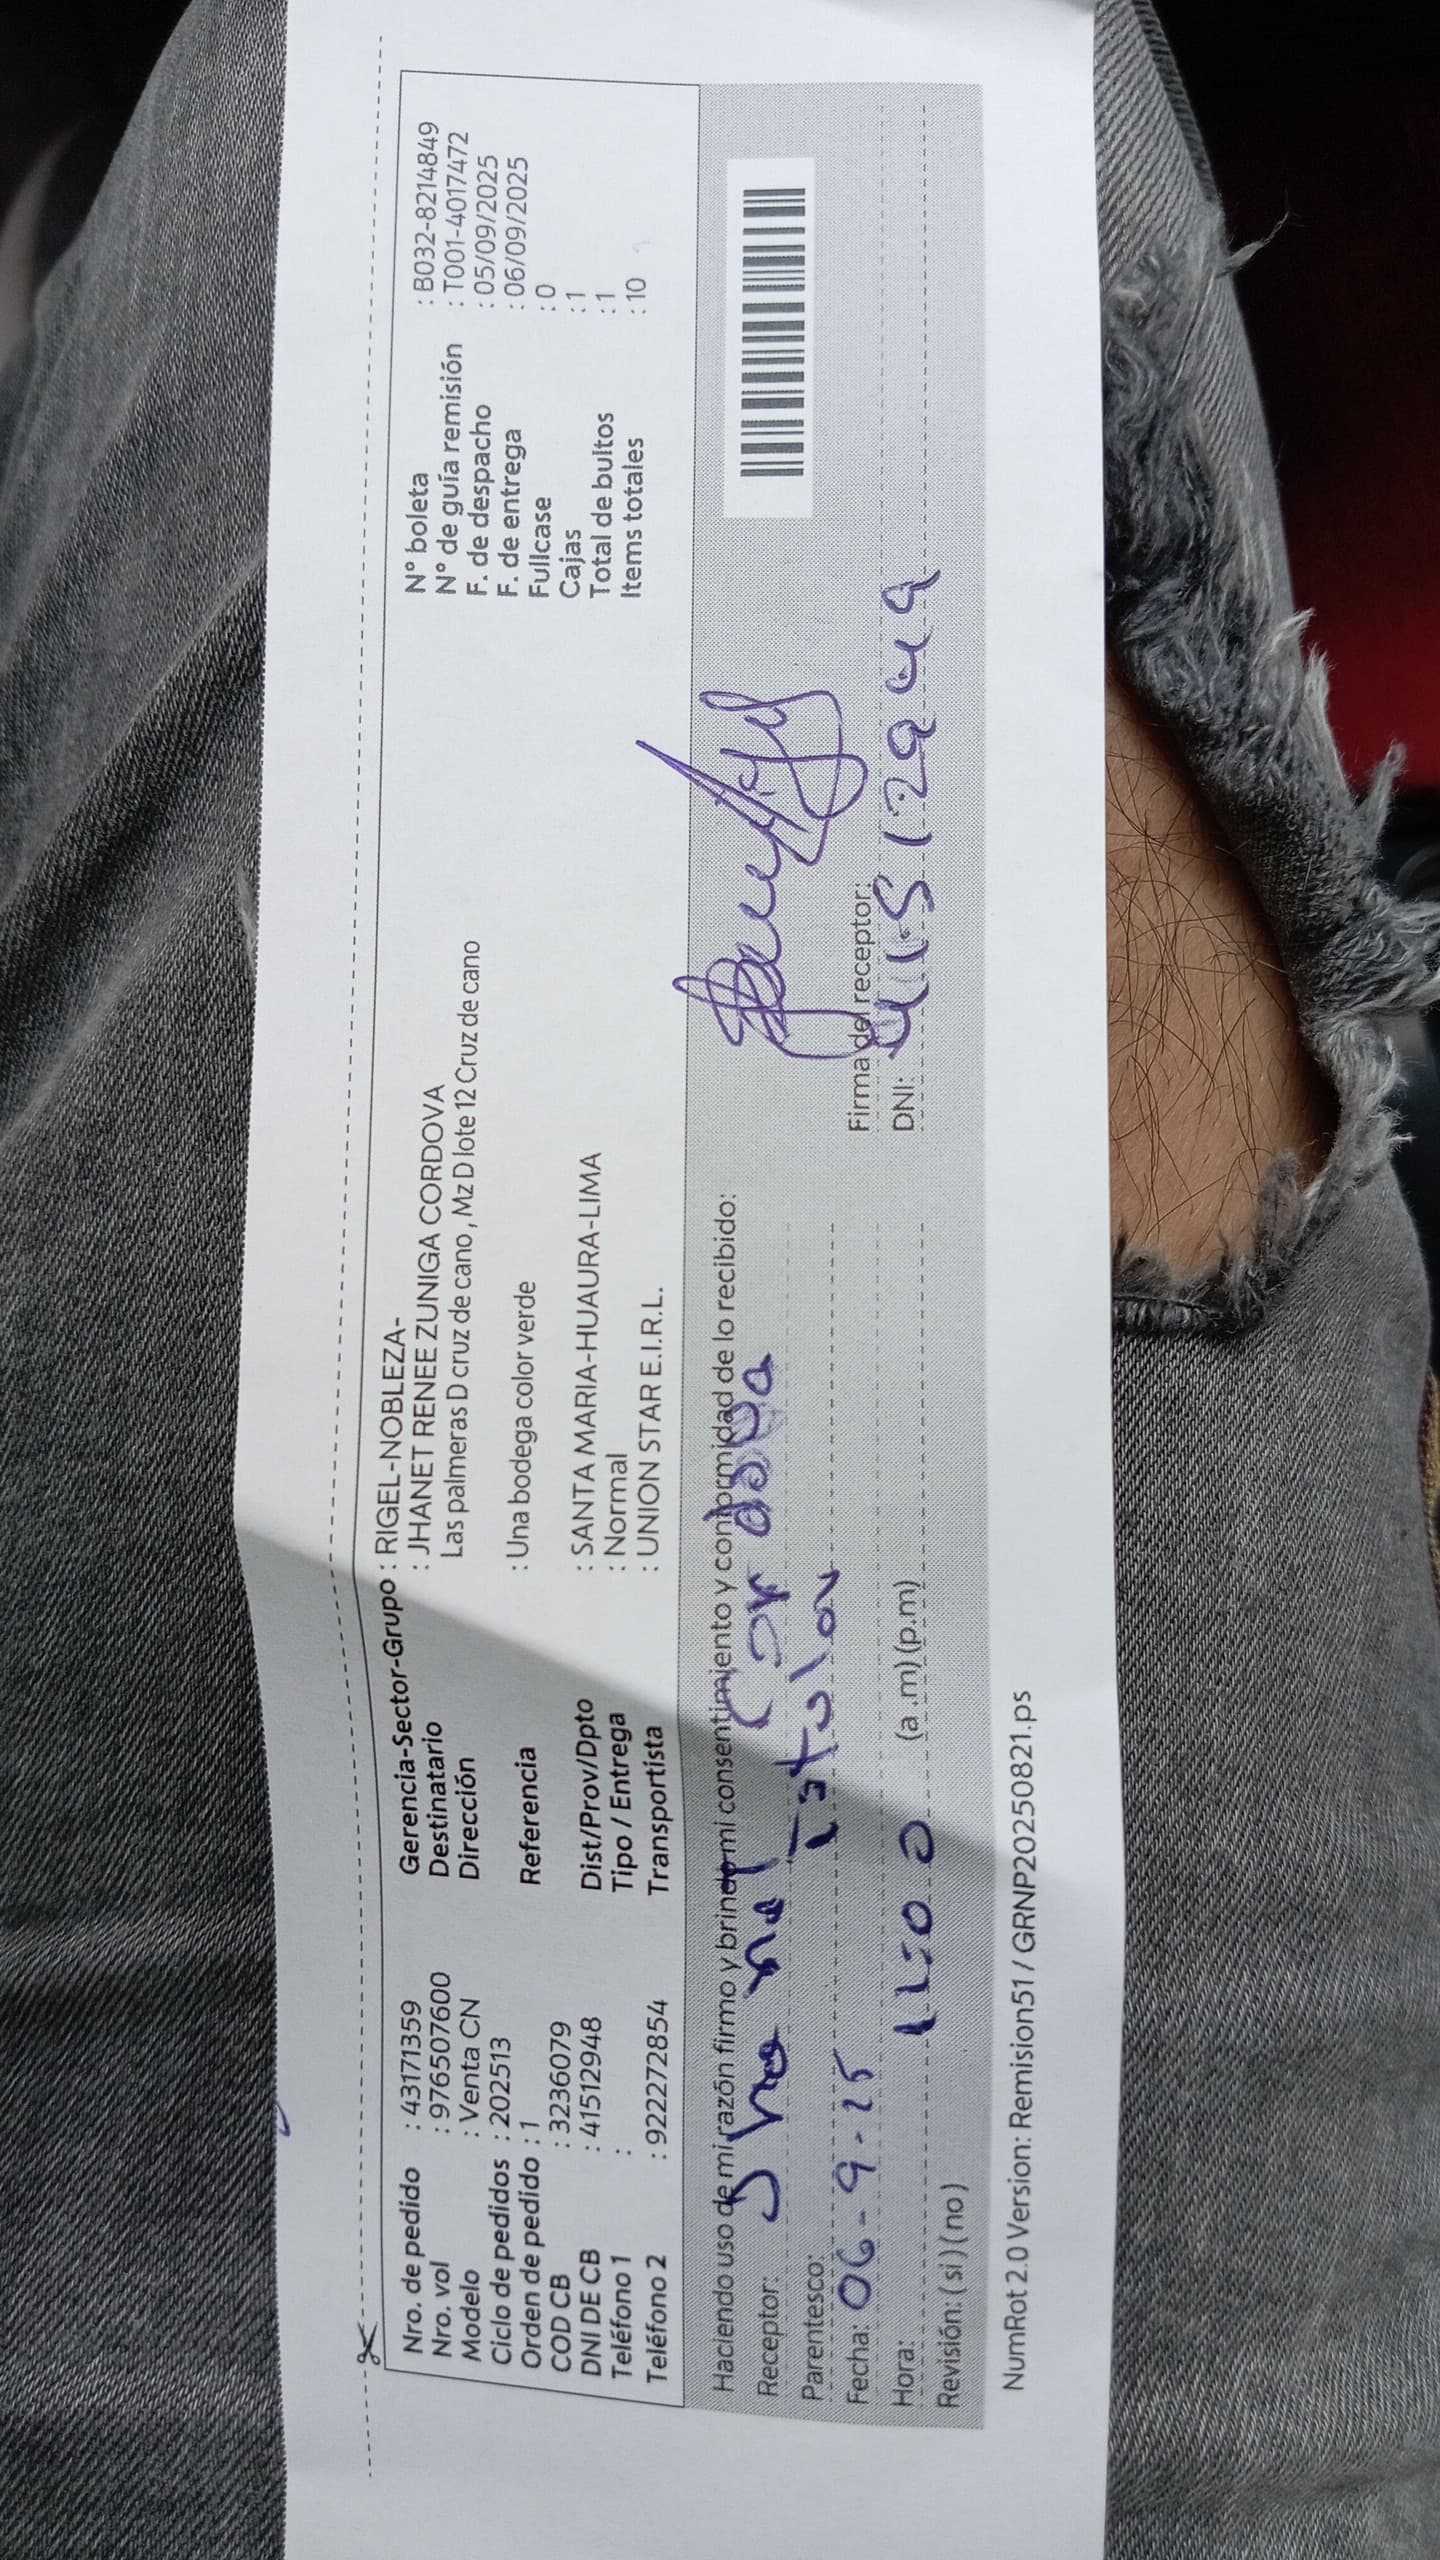 Nro. de pedido : 43171359
Nro. vol : 976507600
Modelo : Venta CN
Ciclo de pedidos : 202513
Orden de pedido : 1
COD CB : 3236079
DNI DE CB : 41512948
Teléfono 1 :
Teléfono 2 : 922272854
Gerencia-Sector-Grupo : RIGEL-NOBLEZA-
Destinatario : JHANET RENEE ZUNIGA CORDOVA
Dirección Las palmeras D cruz de cano , Mz D lote 12 Cruz de cano
Referencia : Una bodega color verde
Dist/Prov/Dpto : SANTA MARIA-HUAURA-LIMA
Tipo / Entrega : Normal
Transportista : UNION STAR E.I.R.L.
N° boleta : B032-8214849
N° de guía remisión : T001-4017472
F. de despacho : 05/09/2025
F. de entrega : 06/09/2025
Fullcase : 0
Cajas : 1
Total de bultos : 1
Items totales : 10
Haciendo uso de mi razón firmo y brindo mi consentimiento y conformidad de lo recibido:
Receptor:
Parentesco: Titular
Fecha: 06-9-25
Hora: 11:00 (a .m) (p.m)
Revisión: ( si ) ( no )
Firma del receptor:
DNI: 41512948
NumRot 2.0 Version: Remision51 / GRNP20250821.ps